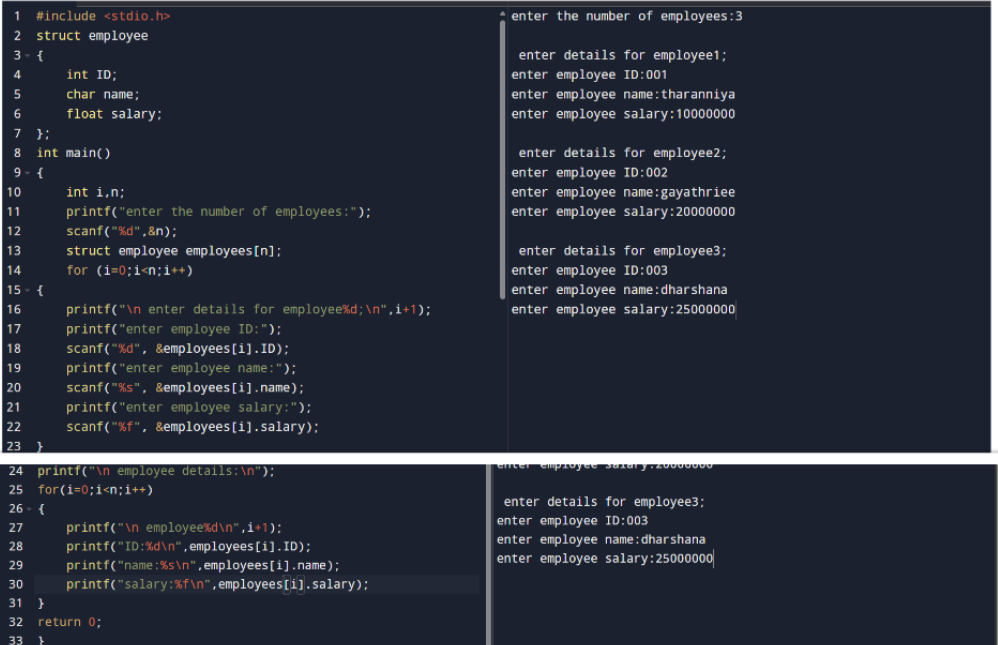 1 #include <stdio.h>
2 struct employee
3 {
4 int ID;
5 char name;
6 float salary;
7 };
8 int main()
9 {
10 int i,n;
11 printf("enter the number of employees:");
12 scanf("%d",&n);
13 struct employee employees[n];
14 for (i=0;i<n;i++)
15 {
16 printf("\n enter details for employee%d;\n",i+1);
17 printf("enter employee ID:");
18 scanf("%d", &employees[i].ID);
19 printf("enter employee name:");
20 scanf("%s", &employees[i].name);
21 printf("enter employee salary:");
22 scanf("%f", &employees[i].salary);
23 }
enter the number of employees:3
enter details for employee1;
enter employee ID:001
enter employee name:tharanniya
enter employee salary:10000000
enter details for employee2;
enter employee ID:002
enter employee name:gayathriee
enter employee salary:20000000
enter details for employee3;
enter employee ID:003
enter employee name:dharshana
enter employee salary:25000000
24 printf("\n employee details:\n");
25 for(i=0;i<n;i++)
26 {
27 printf("\n employee%d\n",i+1);
28 printf("ID:%d\n",employees[i].ID);
29 printf("name:%s\n",employees[i].name);
30 printf("salary:%f\n",employees[i].salary);
31 }
32 return 0;
33 }
enter employee salary:20000000
enter details for employee3;
enter employee ID:003
enter employee name:dharshana
enter employee salary:25000000